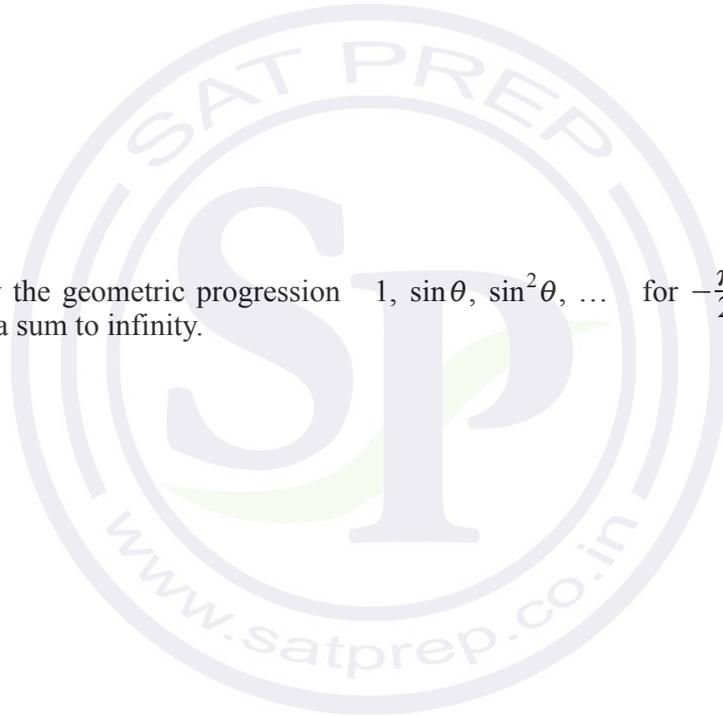 SAT PREP
the geometric progression 1, sinθ, sin²θ, … for −
a sum to infinity.
SP
www.satprep.co.in